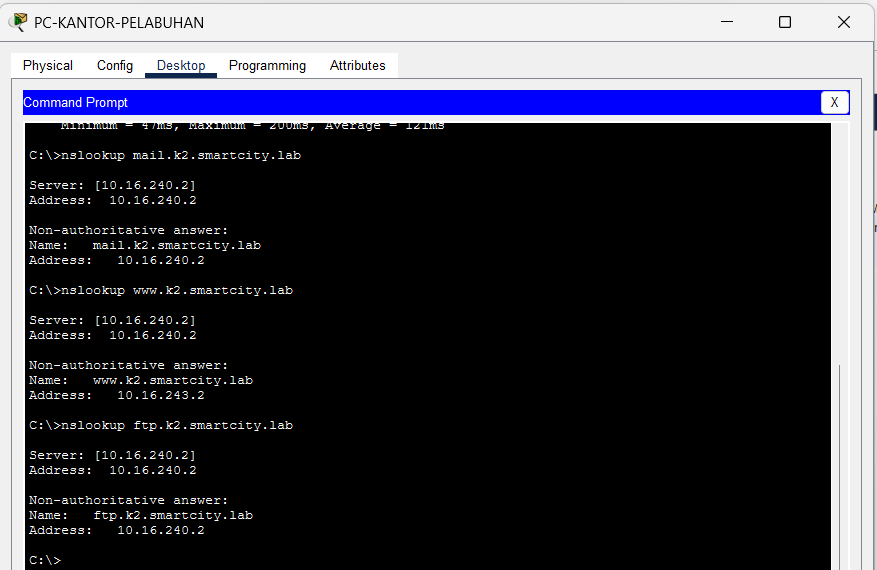 PC-KANTOR-PELABUHAN
Physical Config Desktop Programming Attributes
Command Prompt X
Minimum = 47ms, Maximum = 200ms, Average = 121ms
C:\>nslookup mail.k2.smartcity.lab
Server: [10.16.240.2]
Address: 10.16.240.2
Non-authoritative answer:
Name: mail.k2.smartcity.lab
Address: 10.16.240.2
C:\>nslookup www.k2.smartcity.lab
Server: [10.16.240.2]
Address: 10.16.240.2
Non-authoritative answer:
Name: www.k2.smartcity.lab
Address: 10.16.243.2
C:\>nslookup ftp.k2.smartcity.lab
Server: [10.16.240.2]
Address: 10.16.240.2
Non-authoritative answer:
Name: ftp.k2.smartcity.lab
Address: 10.16.240.2
C:\>